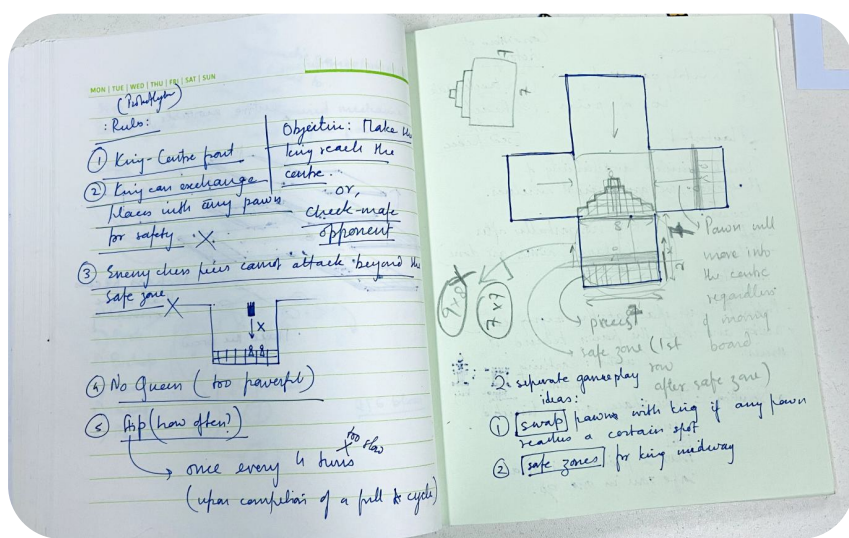 MON | TUE | WED | THU | FRI | SAT | SUN
: Rules:
① King - Centre front
② King can exchange
places with any pawn
for safety X
③ Enemy chess pieces cannot attack beyond the
safe zone
X
④ No Queen (too powerful)
⑤ flip (how often?)
once every 4 turns
X too slow
(upon completion of a full cycle)
Objective: Make the
king reach the
centre.
or,
check-mate
opponent
7
7
9x8 X
7x7
Pawn will
move into
the centre
regardless
pieces
safe zone (1st board
row
after safe zone)
2 separate gameplay
ideas:
① swap pawns with king if any pawn
reaches a certain spot
② safe zones for king midway